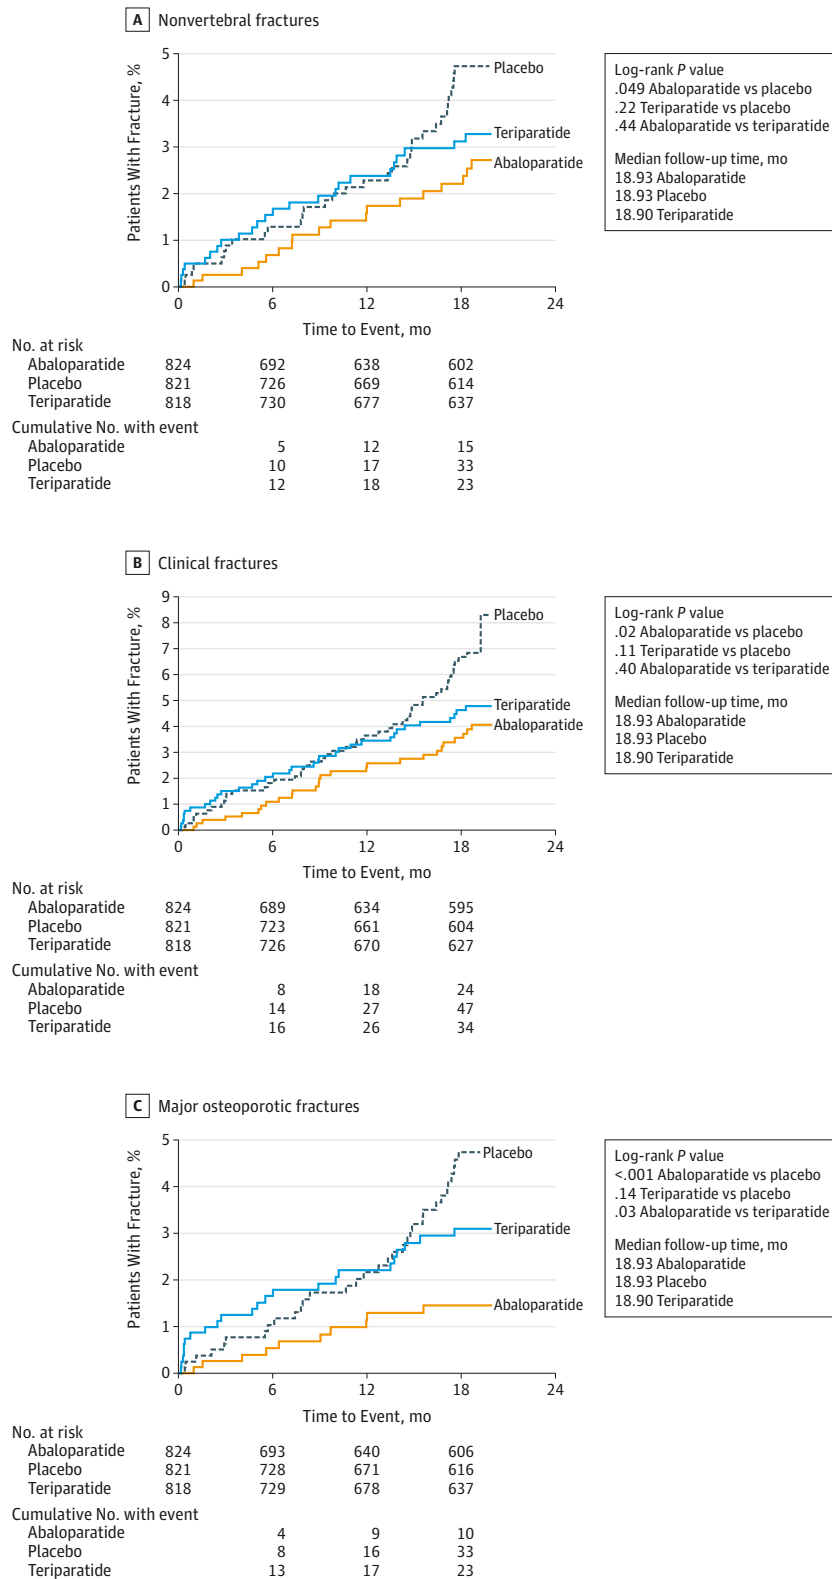 A Nonvertebral fractures
Patients With Fracture, %
5
4
3
2
1
0
Placebo
Teriparatide
Abaloparatide
0 6 12 18 24
Time to Event, mo
Log-rank P value
.049 Abaloparatide vs placebo
.22 Teriparatide vs placebo
.44 Abaloparatide vs teriparatide
Median follow-up time, mo
18.93 Abaloparatide
18.93 Placebo
18.90 Teriparatide
No. at risk
Abaloparatide 824 692 638 602
Placebo 821 726 669 614
Teriparatide 818 730 677 637
Cumulative No. with event
Abaloparatide 5 12 15
Placebo 10 17 33
Teriparatide 12 18 23
B Clinical fractures
Patients With Fracture, %
9
8
7
6
5
4
3
2
1
0
Placebo
Teriparatide
Abaloparatide
0 6 12 18 24
Time to Event, mo
Log-rank P value
.02 Abaloparatide vs placebo
.11 Teriparatide vs placebo
.40 Abaloparatide vs teriparatide
Median follow-up time, mo
18.93 Abaloparatide
18.93 Placebo
18.90 Teriparatide
No. at risk
Abaloparatide 824 689 634 595
Placebo 821 723 661 604
Teriparatide 818 726 670 627
Cumulative No. with event
Abaloparatide 8 18 24
Placebo 14 27 47
Teriparatide 16 26 34
C Major osteoporotic fractures
Patients With Fracture, %
5
4
3
2
1
0
Placebo
Teriparatide
Abaloparatide
0 6 12 18 24
Time to Event, mo
Log-rank P value
<.001 Abaloparatide vs placebo
.14 Teriparatide vs placebo
.03 Abaloparatide vs teriparatide
Median follow-up time, mo
18.93 Abaloparatide
18.93 Placebo
18.90 Teriparatide
No. at risk
Abaloparatide 824 693 640 606
Placebo 821 728 671 616
Teriparatide 818 729 678 637
Cumulative No. with event
Abaloparatide 4 9 10
Placebo 8 16 33
Teriparatide 13 17 23